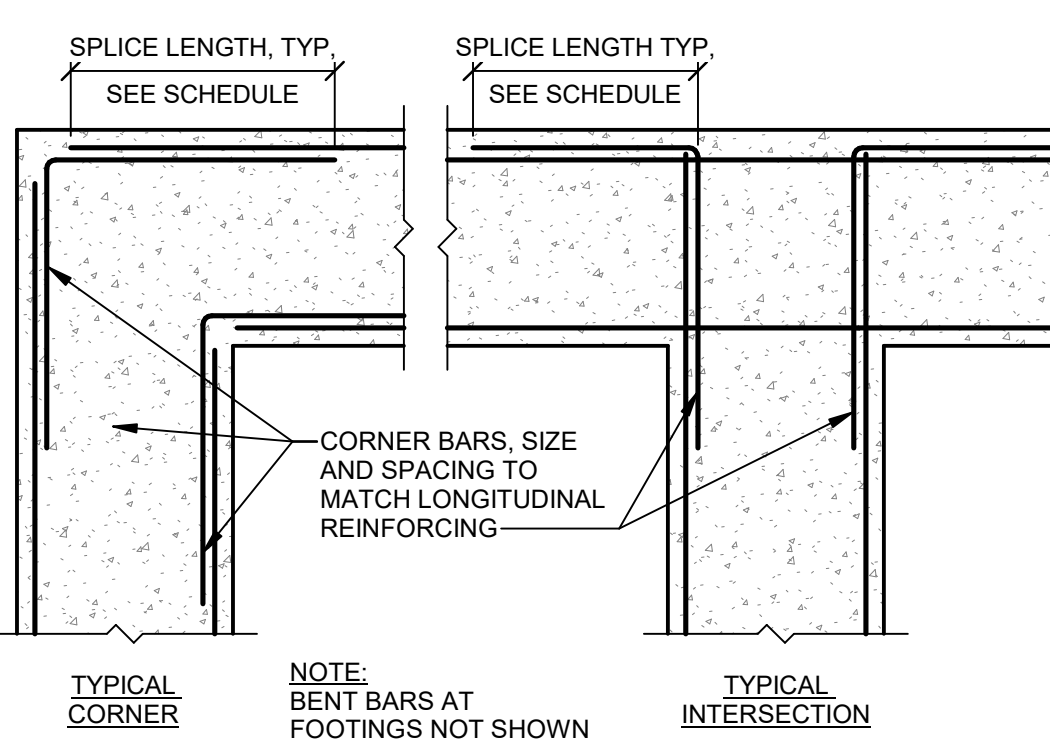 SPLICE LENGTH, TYP,
SEE SCHEDULE
SPLICE LENGTH TYP,
SEE SCHEDULE
CORNER BARS, SIZE
AND SPACING TO
MATCH LONGITUDINAL
REINFORCING
TYPICAL
CORNER
NOTE:
BENT BARS AT
FOOTINGS NOT SHOWN
TYPICAL
INTERSECTION